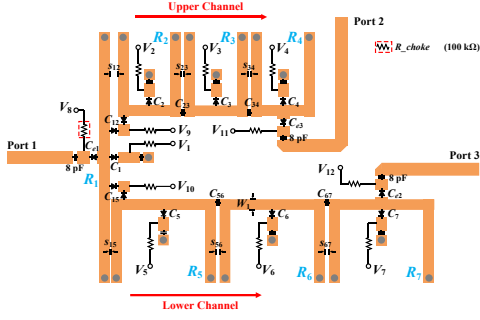 Upper Channel
Port 2
R_choke (100 kΩ)
R2
R3
R4
V2
V3
V4
S12
S23
S34
C2
C23
C3
C34
C4
V8
C12
V9
V11
Ce3
8 pF
V1
Port 1
Ce1
8 pF
C1
R1
V10
C15
Port 3
V12
8 pF
Ce2
C56
W1
C67
C5
C6
C7
S15
S56
S67
V5
R5
V6
R6
V7
R7
Lower Channel